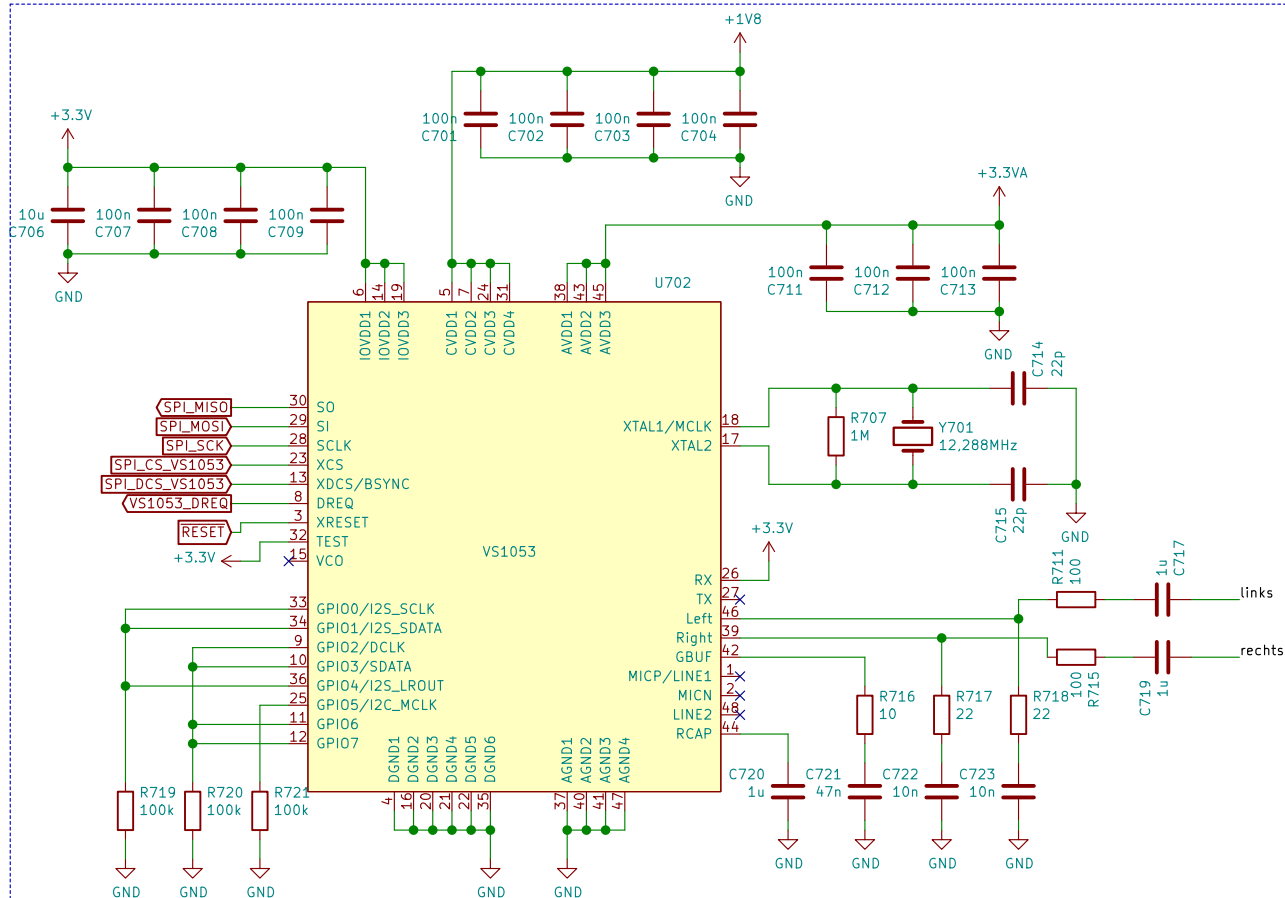 +1V8
100n
C701
100n
C702
100n
C703
100n
C704
GND
+3.3V
10u
C706
100n
C707
100n
C708
100n
C709
GND
+3.3VA
100n
C711
100n
C712
100n
C713
GND
U702
6
14
19
5
7
24
31
38
43
45
IOVDD1
IOVDD2
IOVDD3
CVDD1
CVDD2
CVDD3
CVDD4
AVDD1
AVDD2
AVDD3
C714
22p
SPI_MISO
30
SO
SPI_MOSI
29
SI
SPI_SCK
28
SCLK
SPI_CS_VS1053
23
XCS
SPI_DCS_VS1053
13
XDCS/BSYNC
VS1053_DREQ
8
DREQ
RESET
3
XRESET
32
TEST
+3.3V
15
VCO
VS1053
XTAL1/MCLK
18
XTAL2
17
R707
1M
Y701
12,288MHz
C715
22p
GND
+3.3V
RX
26
TX
27
Left
46
Right
39
GBUF
42
MICP/LINE1
1
MICN
2
LINE2
48
RCAP
44
R711
100
1u
C717
links
100
R715
C719
1u
rechts
33
GPIO0/I2S_SCLK
34
GPIO1/I2S_SDATA
9
GPIO2/DCLK
10
GPIO3/SDATA
36
GPIO4/I2S_LROUT
25
GPIO5/I2C_MCLK
11
GPIO6
12
GPIO7
R716
10
R717
22
R718
22
DGND1
DGND2
DGND3
DGND4
DGND5
DGND6
AGND1
AGND2
AGND3
AGND4
4
16
20
21
22
35
37
40
41
47
R719
100k
R720
100k
R721
100k
C720
1u
C721
47n
C722
10n
C723
10n
GND
GND
GND
GND
GND
GND
GND
GND
GND